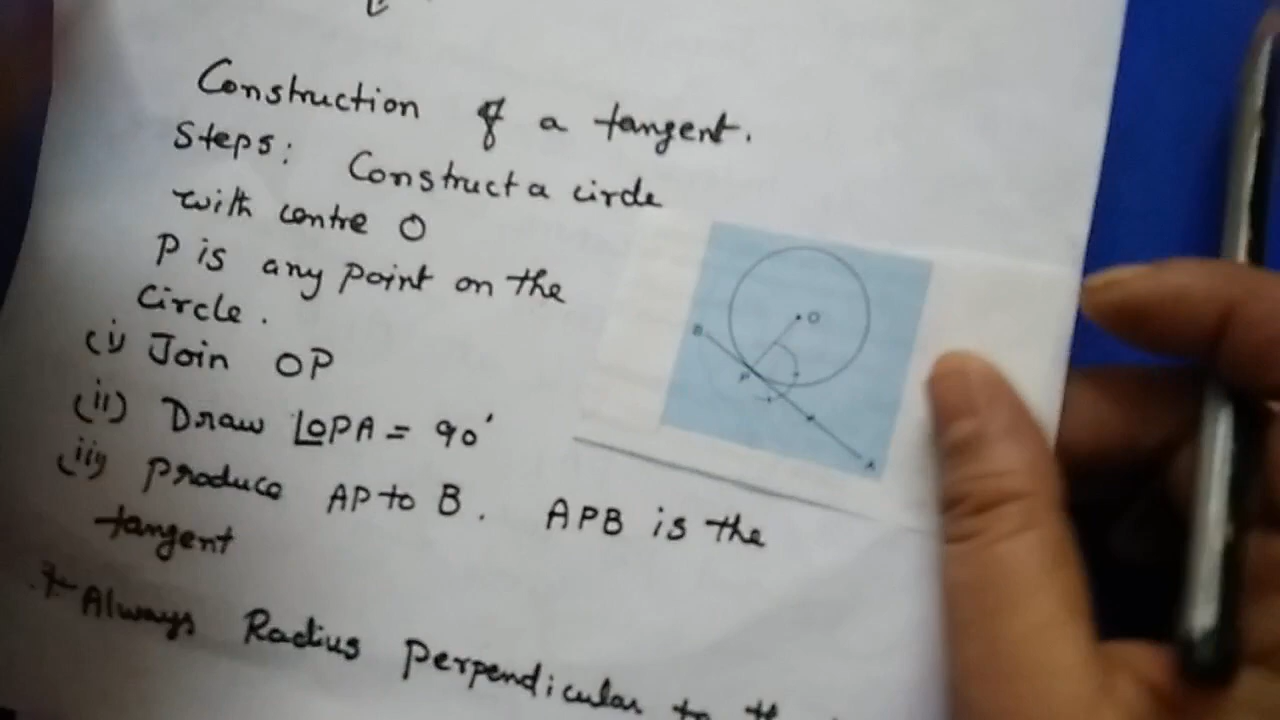 Construction of a tangent.
Steps: Construct a circle
with centre O
P is any point on the
Circle.
(i) Join OP
(ii) Draw ∠OPA = 90'
(iii) Produce AP to B. APB is the
tangent
* Always Radius Perpendicular to
O
B
P
A